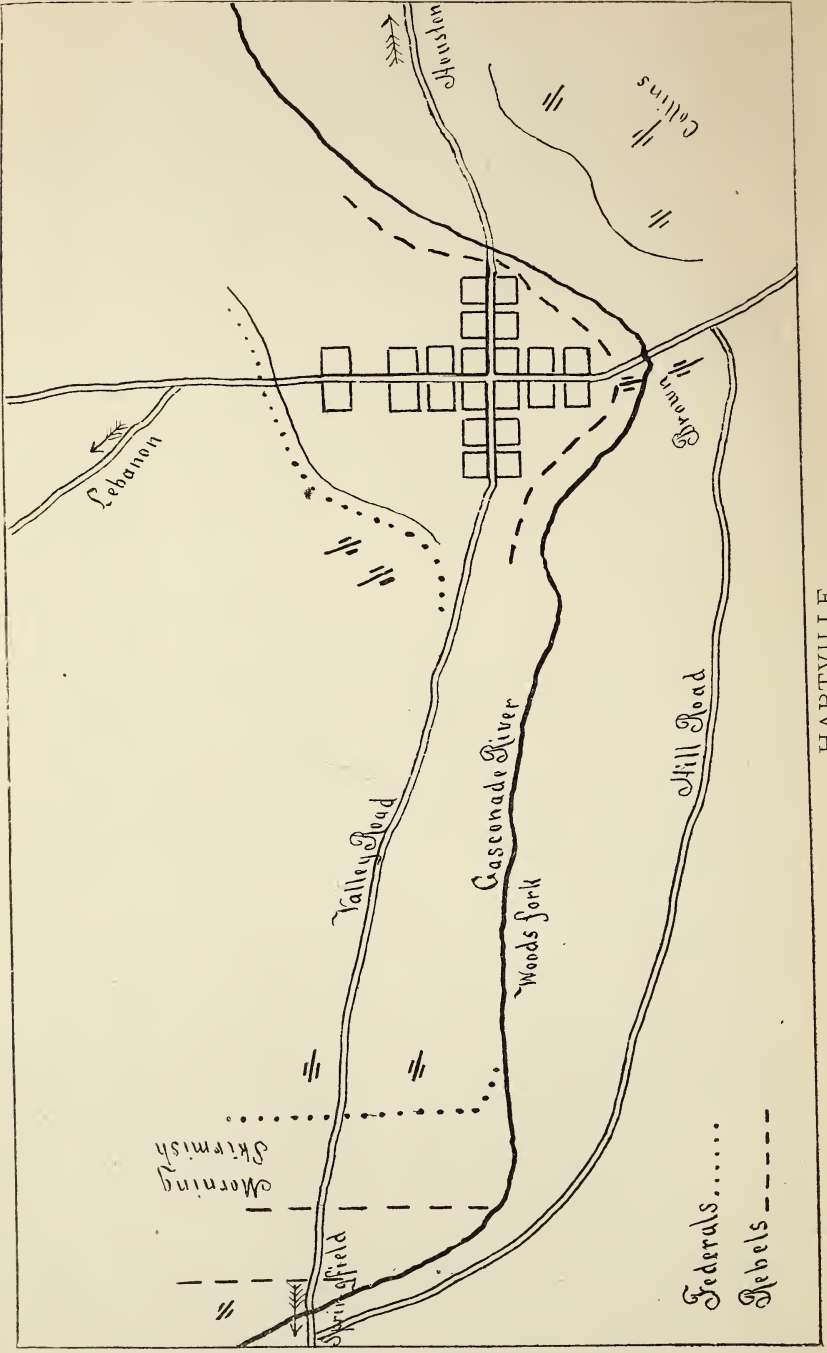 Houston
Collins
Lebanon
Brown
HARTVILLE
Valley Road
Gasconade River
Woods fork
Hill Road
Morning
Skirmish
Springfield
Federals......
Rebels-----